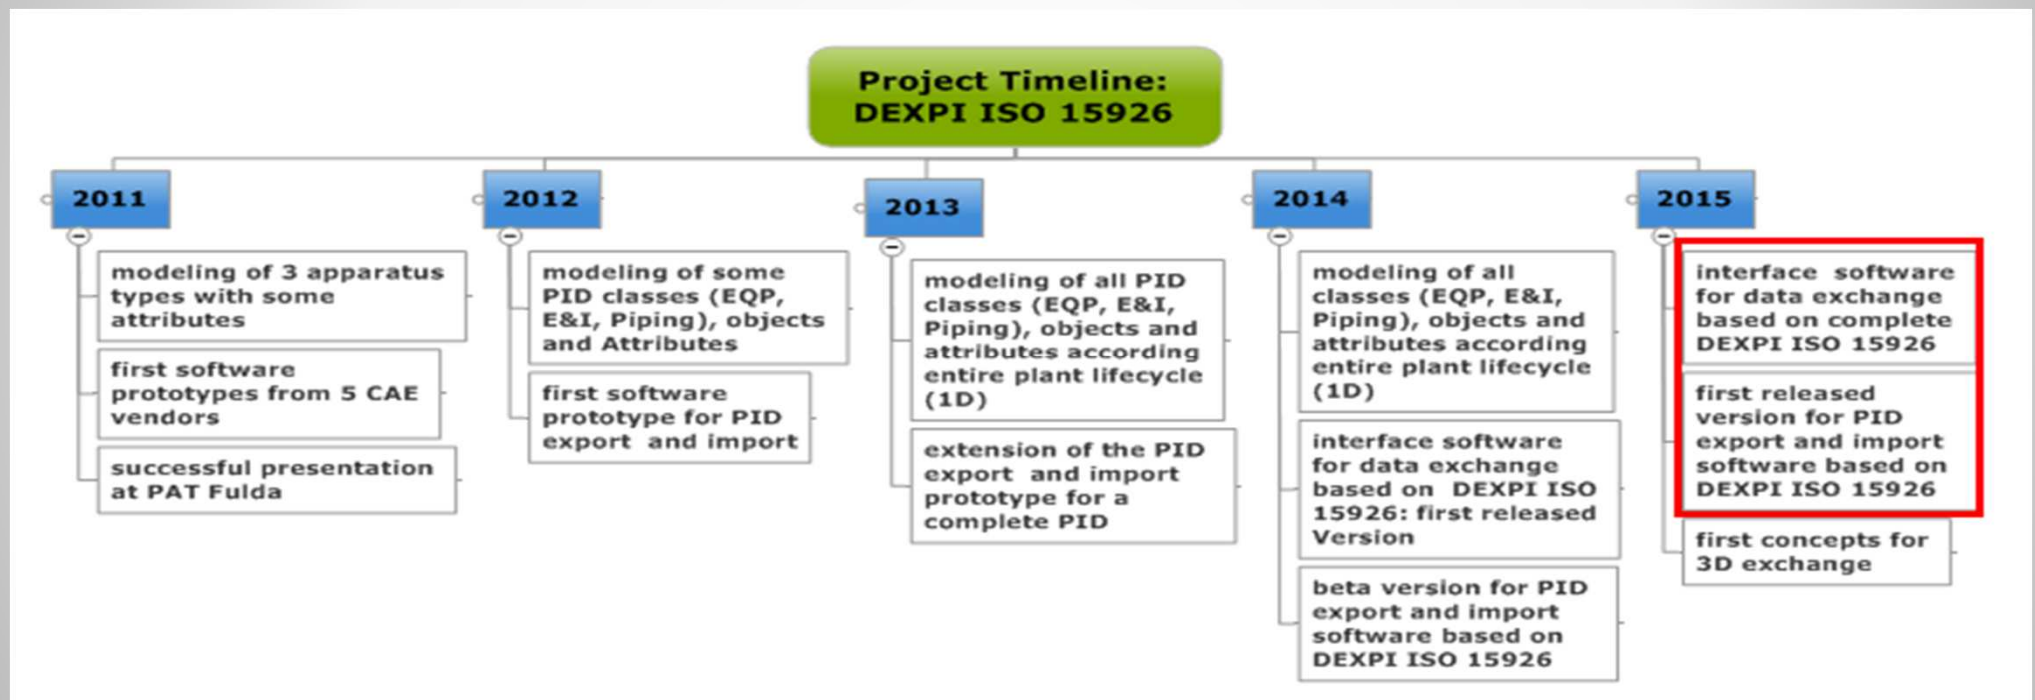 Project Timeline:
DEXPI ISO 15926
2011
modeling of 3 apparatus
types with some
attributes
first software
prototypes from 5 CAE
vendors
successful presentation
at PAT Fulda
2012
modeling of some
PID classes (EQP,
E&I, Piping), objects
and Attributes
first software
prototype for PID
export and import
2013
modeling of all PID
classes (EQP, E&I,
Piping), objects and
attributes according
entire plant lifecycle
(1D)
extension of the PID
export and import
prototype for a
complete PID
2014
modeling of all
classes (EQP, E&I,
Piping), objects and
attributes according
entire plant lifecycle
(1D)
interface software
for data exchange
based on DEXPI ISO
15926: first released
Version
beta version for PID
export and import
software based on
DEXPI ISO 15926
2015
interface software
for data exchange
based on complete
DEXPI ISO 15926
first released
version for PID
export and import
software based on
DEXPI ISO 15926
first concepts for
3D exchange